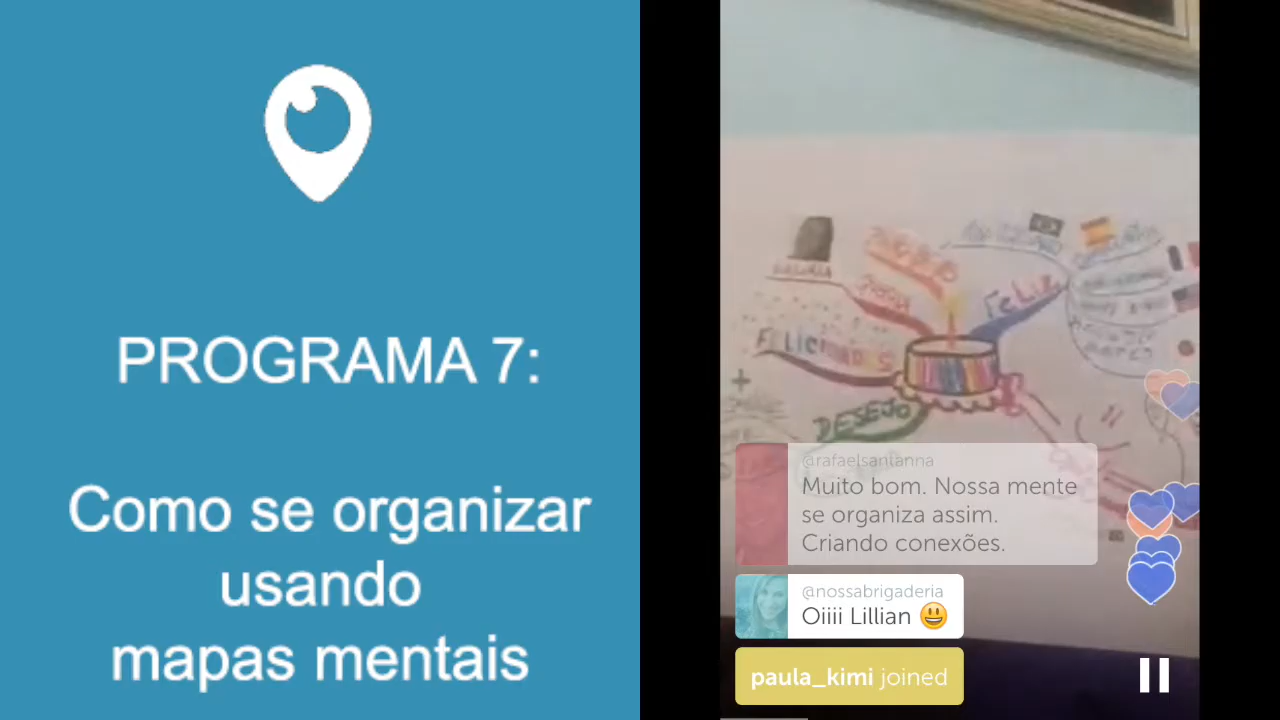 PROGRAMA 7:
Como se organizar
usando
mapas mentais
FELIZ
FELICIDADES
DESEJO
@rafaelsantanna
Muito bom. Nossa mente
se organiza assim.
Criando conexões.
@nossabrigaderia
Oiiii Lillian 😃
paula_kimi joined